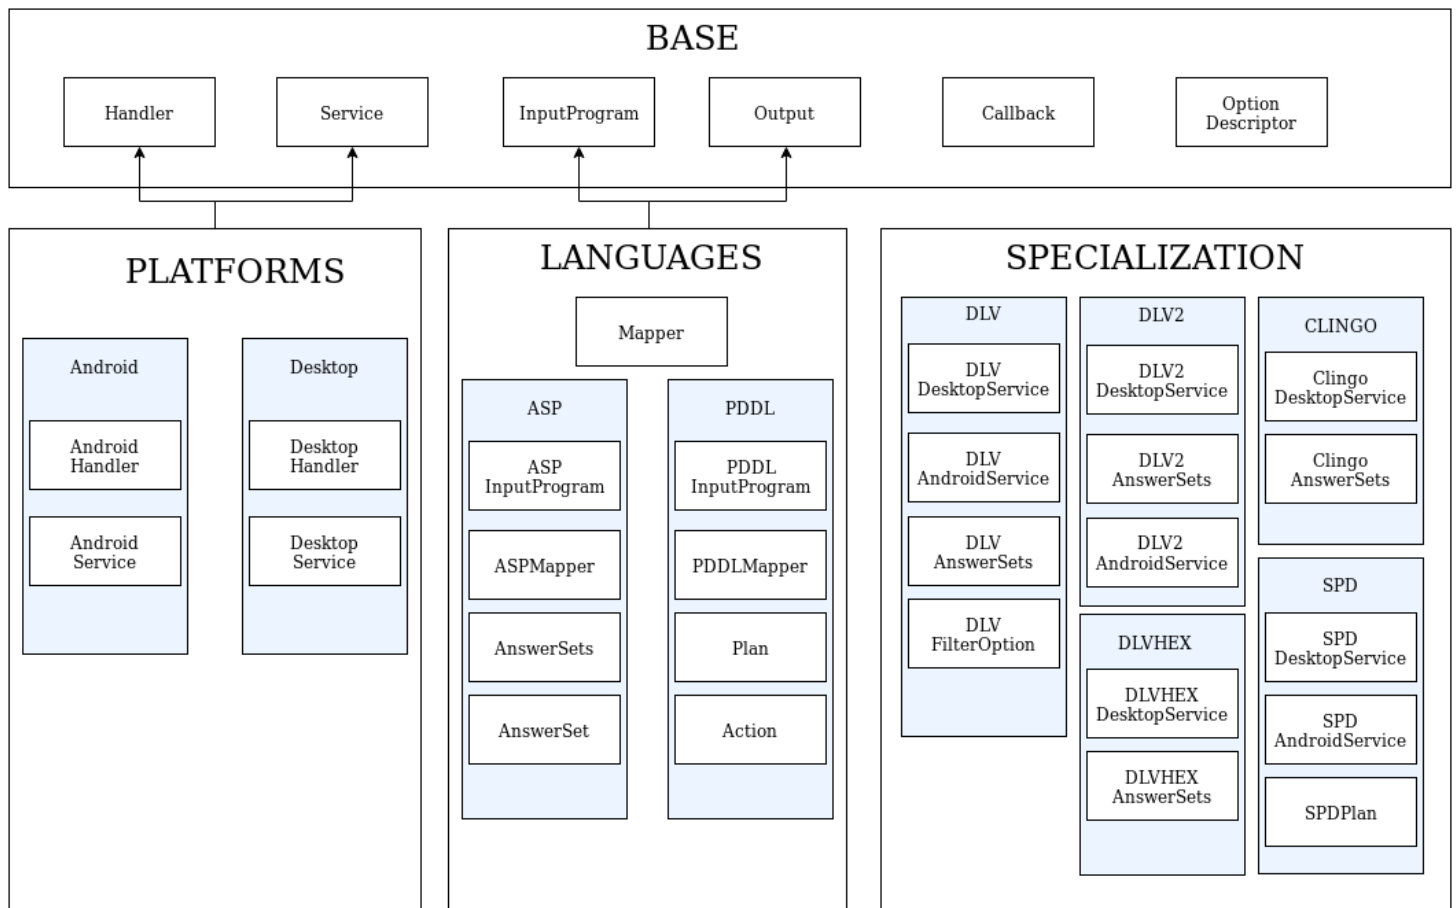 BASE
Handler
Service
InputProgram
Output
Callback
Option
Descriptor
PLATFORMS
Android
Android
Handler
Android
Service
Desktop
Desktop
Handler
Desktop
Service
LANGUAGES
Mapper
ASP
ASP
InputProgram
ASPMapper
AnswerSets
AnswerSet
PDDL
PDDL
InputProgram
PDDLMapper
Plan
Action
SPECIALIZATION
DLV
DLV
DesktopService
DLV
AndroidService
DLV
AnswerSets
DLV
FilterOption
DLV2
DLV2
DesktopService
DLV2
AnswerSets
DLV2
AndroidService
DLVHEX
DLVHEX
DesktopService
DLVHEX
AnswerSets
CLINGO
Clingo
DesktopService
Clingo
AnswerSets
SPD
SPD
DesktopService
SPD
AndroidService
SPDPlan